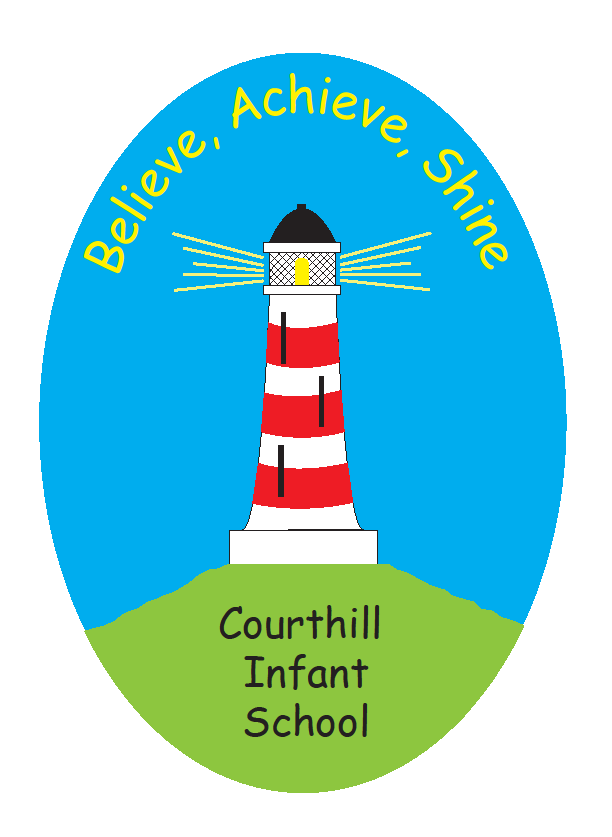 Believe, Achieve, Shine
Courthill
Infant
School